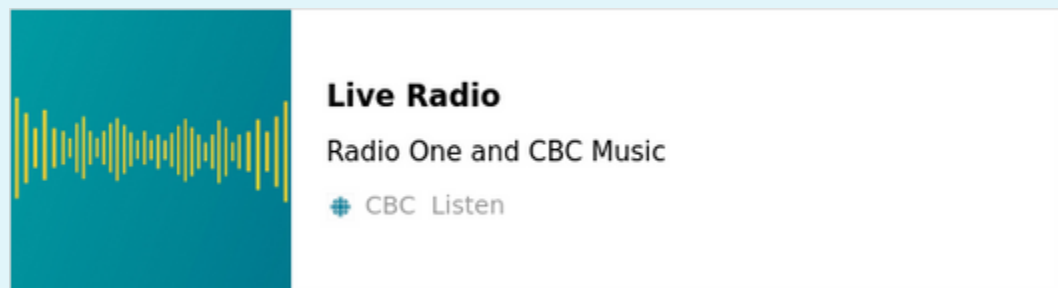 Live Radio
Radio One and CBC Music
CBC Listen